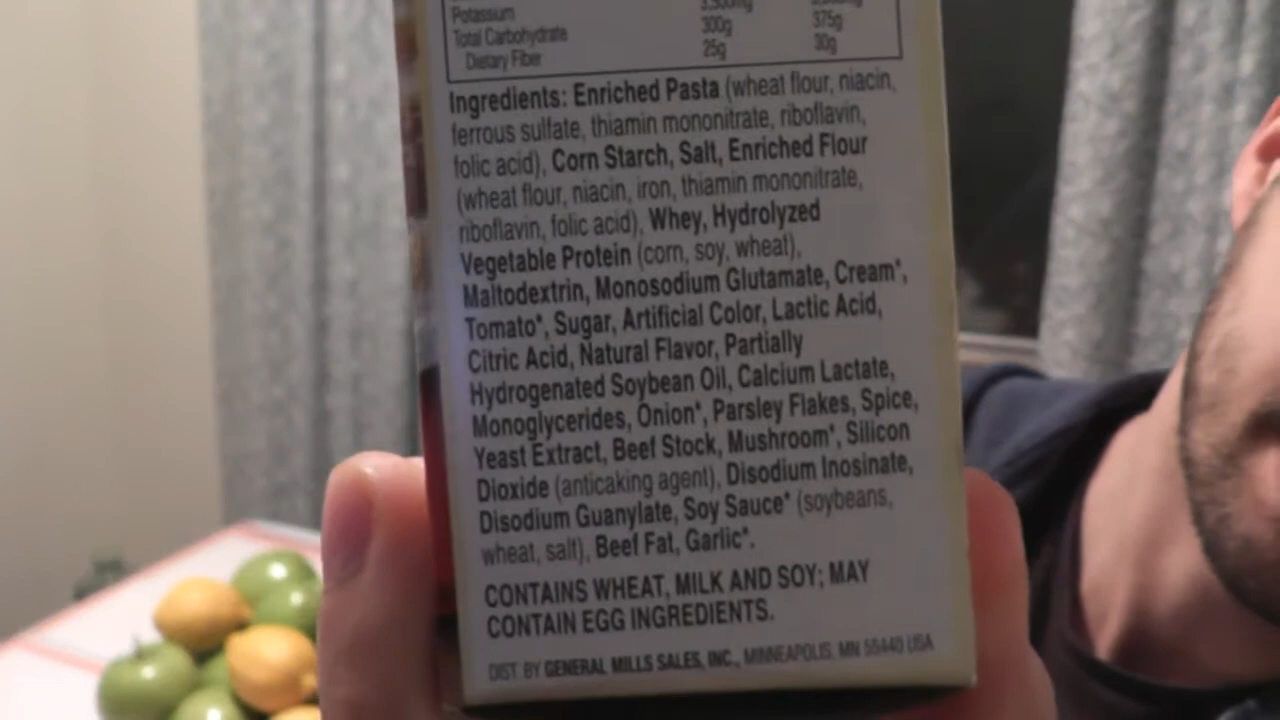 Potassium 3,500mg
Total Carbohydrate 300g 375g
Dietary Fiber 25g 30g
Ingredients: Enriched Pasta (wheat flour, niacin,
ferrous sulfate, thiamin mononitrate, riboflavin,
folic acid), Corn Starch, Salt, Enriched Flour
(wheat flour, niacin, iron, thiamin mononitrate,
riboflavin, folic acid), Whey, Hydrolyzed
Vegetable Protein (corn, soy, wheat),
Maltodextrin, Monosodium Glutamate, Cream*,
Tomato*, Sugar, Artificial Color, Lactic Acid,
Citric Acid, Natural Flavor, Partially
Hydrogenated Soybean Oil, Calcium Lactate,
Monoglycerides, Onion*, Parsley Flakes, Spice,
Yeast Extract, Beef Stock, Mushroom*, Silicon
Dioxide (anticaking agent), Disodium Inosinate,
Disodium Guanylate, Soy Sauce* (soybeans,
wheat, salt), Beef Fat, Garlic*.
CONTAINS WHEAT, MILK AND SOY; MAY
CONTAIN EGG INGREDIENTS.
DIST. BY GENERAL MILLS SALES, INC., MINNEAPOLIS, MN 55440 USA